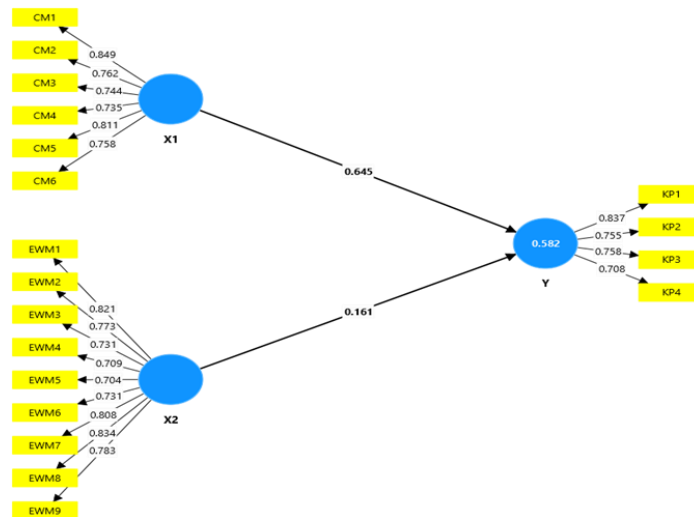 CM1
CM2
CM3
CM4
CM5
CM6
0.849
0.762
0.744
0.735
0.811
0.758
X1
0.645
EWM1
EWM2
EWM3
EWM4
EWM5
EWM6
EWM7
EWM8
EWM9
0.821
0.773
0.731
0.709
0.704
0.731
0.808
0.834
0.783
X2
0.161
0.582
Y
0.837
0.755
0.758
0.708
KP1
KP2
KP3
KP4